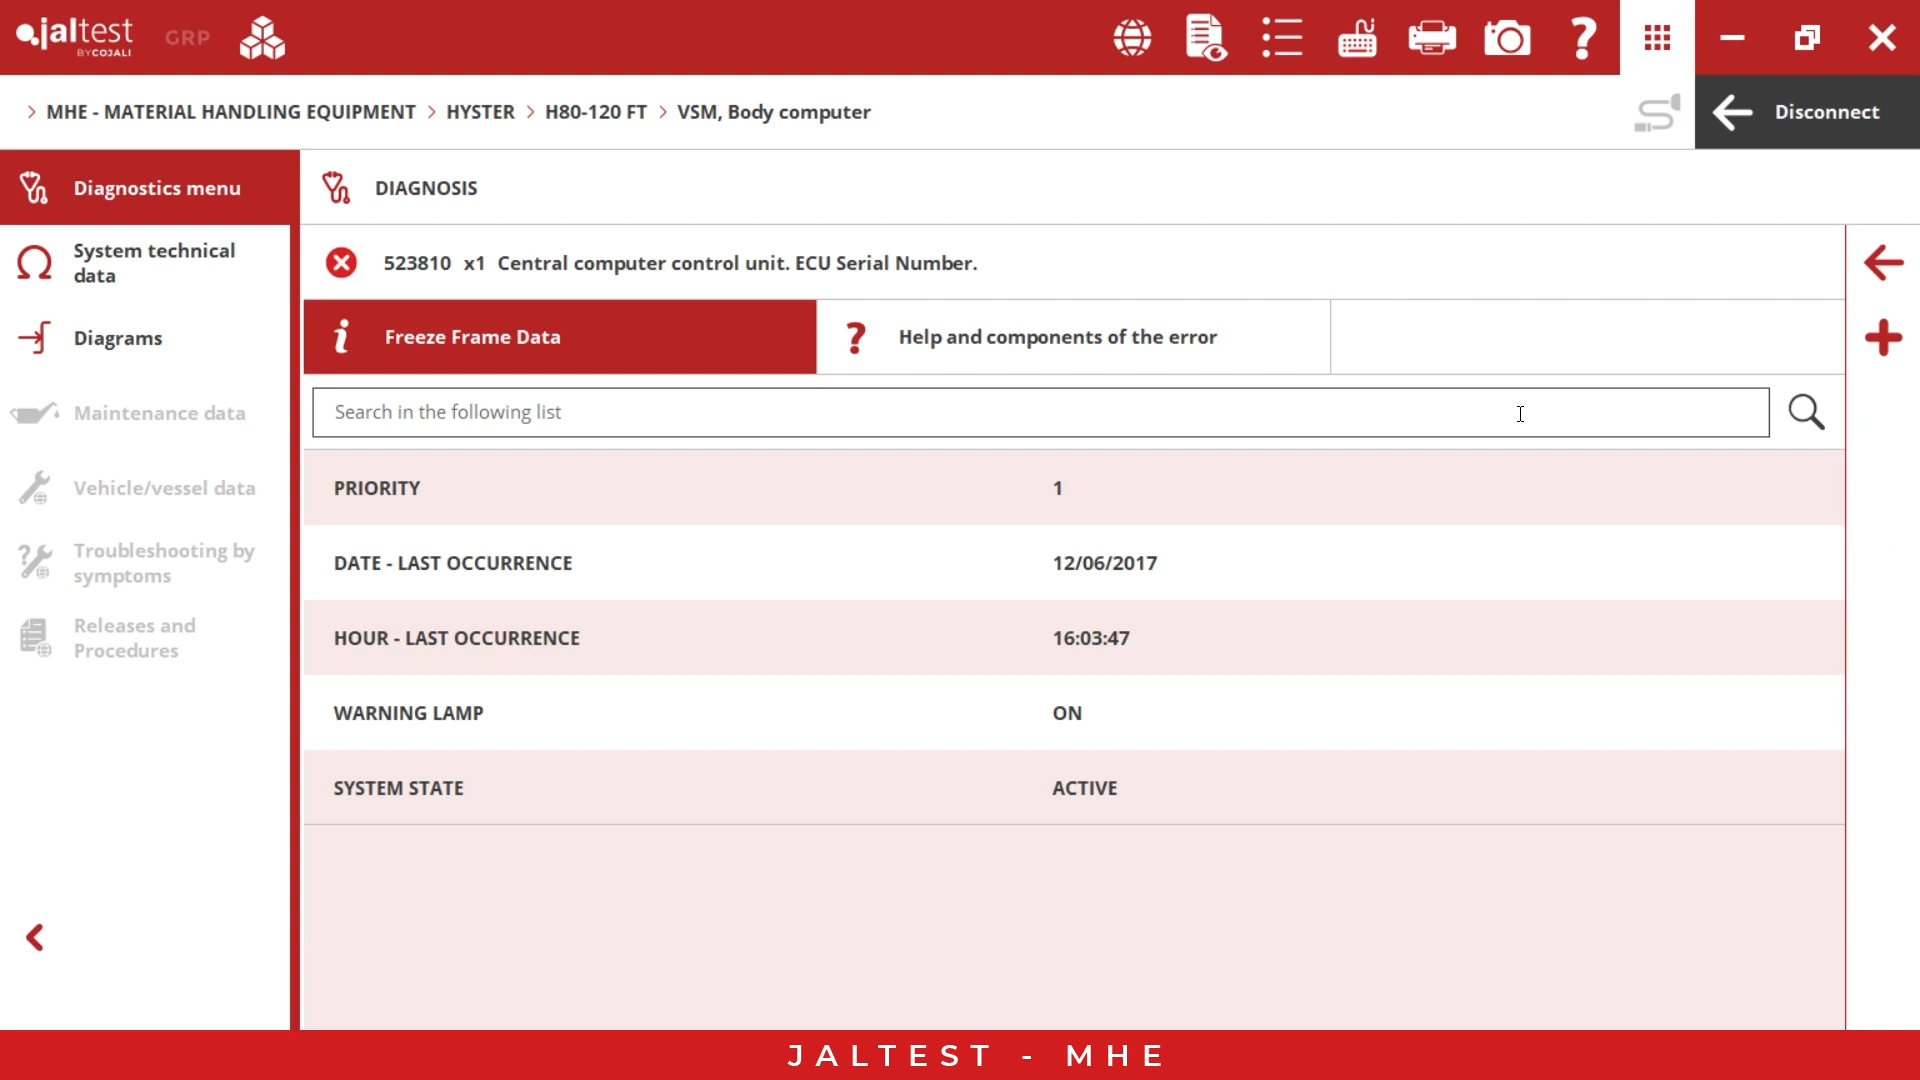 jaltest
BY COJALI
GRP
> MHE - MATERIAL HANDLING EQUIPMENT > HYSTER > H80-120 FT > VSM, Body computer
Disconnect
Diagnostics menu
System technical
data
Diagrams
Maintenance data
Vehicle/vessel data
Troubleshooting by
symptoms
Releases and
Procedures
DIAGNOSIS
523810 x1 Central computer control unit. ECU Serial Number.
Freeze Frame Data
Help and components of the error
Search in the following list
PRIORITY 1
DATE - LAST OCCURRENCE 12/06/2017
HOUR - LAST OCCURRENCE 16:03:47
WARNING LAMP ON
SYSTEM STATE ACTIVE
JALTEST - MHE